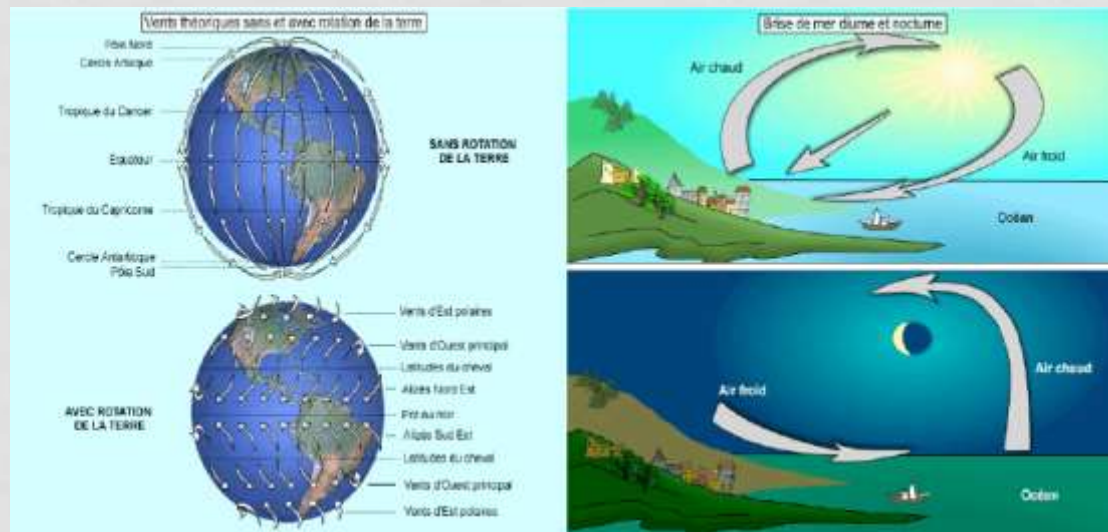 Vents théoriques sans et avec rotation de la terre
Pôle Nord
Cercle Arctique
Tropique du Cancer
Equateur
Tropique du Capricorne
Cercle Antarctique
Pôle Sud
SANS ROTATION
DE LA TERRE
AVEC ROTATION
DE LA TERRE
Vents d'Est polaires
Vents d'Ouest principal
Latitudes du cheval
Alizés Nord Est
Pot au noir
Alizés Sud Est
Latitudes du cheval
Vents d'Ouest principal
Vents d'Est polaires
Brise de mer diurne et nocturne
Air chaud
Air froid
Océan
Air froid
Air chaud
Océan